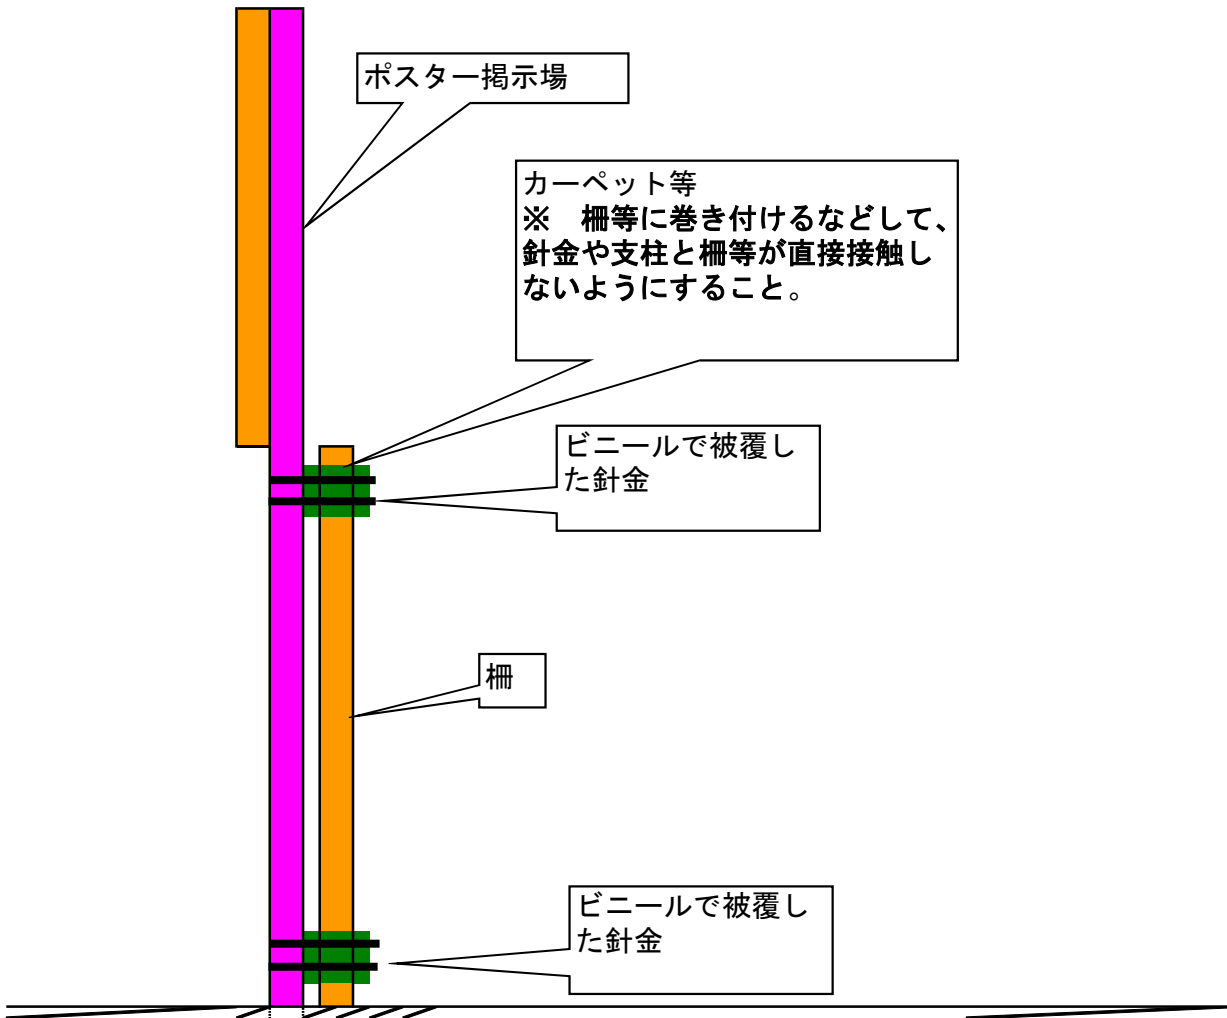 ポスター掲示場
カーペット等
※　柵等に巻き付けるなどして、
針金や支柱と柵等が直接接触し
ないようにすること。
ビニールで被覆し
た針金
柵
ビニールで被覆し
た針金